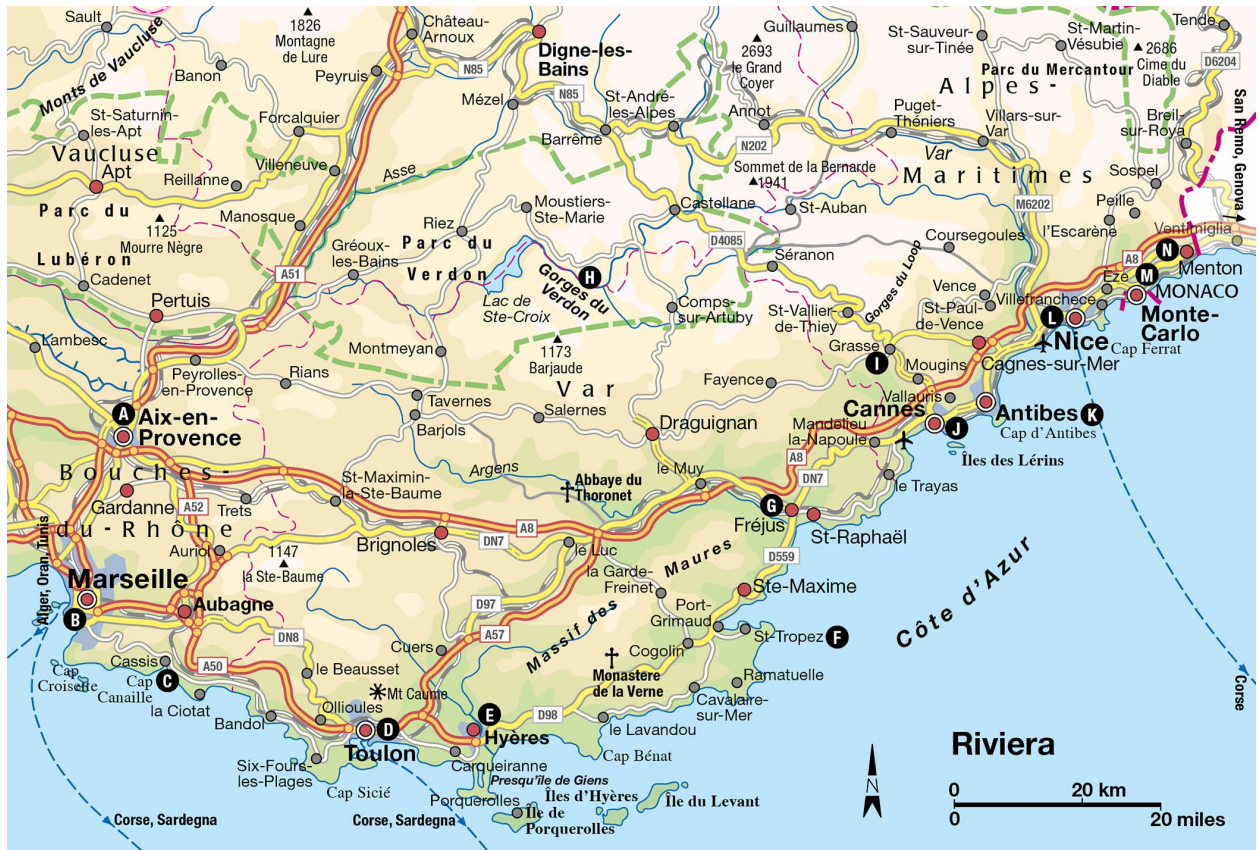 Sault
1826
Montagne
de Lure
Château-
Arnoux
Digne-les-
Bains
Guillaumes
St-Sauveur-
sur-Tinée
St-Martin-
Vésubie
Tende
Monts de Vaucluse
Banon
Peyruis
N85
2693
le Grand
Coyer
Parc du Mercantour
2686
Cime du
Diable
D6204
Mézel
N85
St-André-
les-Alpes
Annot
Alpes-
Puget-
Théniers
Villars-sur-
Var
Breil-
sur-Roya
San Remo, Genova
St-Saturnin-
les-Apt
Forcalquier
Barrême
N202
Var
Vaucluse
Apt
Villeneuve
Reillanne
Asse
Sommet de la Bernarde
1941
Maritimes
Sospel
Parc du
Lubéron
1125
Mourre Nègre
Manosque
Riez
Moustiers-
Ste-Marie
Castellane
St-Auban
M6202
Peille
l'Escarène
Ventimiglia
Gréoux-
les-Bains
Parc du
Verdon
D4085
Séranon
Coursegoules
Gorges du Loup
A8
N
Cadenet
A51
H
Gorges du
Verdon
Èze
M
Menton
Pertuis
Lac de
Ste-Croix
Comps-
sur-Artuby
St-Vallier-
de-Thiey
Vence
St-Paul-
de-Vence
Villefranchece
MONACO
Monte-
Carlo
Lambesc
Montmeyan
1173
Barjaude
Grasse
I
L
Nice
Cap Ferrat
Peyrolles-
en-Provence
Rians
Var
Fayence
Mougins
Cagnes-sur-Mer
A
Aix-en-
Provence
Tavernes
Barjols
Salernes
Draguignan
Vallauris
Cannes
Mandelieu
la-Napoule
J
Antibes
K
Cap d'Antibes
Bouches-
du-Rhône
Argens
le Muy
A8
DN7
Îles des Lérins
Gardanne
Trets
St-Maximin-
la-Ste-Baume
Abbaye du
Thoronet
le Trayas
A52
A8
G
Fréjus
St-Raphaël
Alger, Oran, Tunis
Auriol
1147
la Ste-Baume
Brignoles
DN7
le Luc
D559
Marseille
B
Aubagne
la Garde-
Freinet
Massif des Maures
Ste-Maxime
Côte d'Azur
DN8
D97
A57
Port-
Grimaud
St-Tropez
F
Cap
Croisette
Cassis
Cap
Canaille
C
A50
le Beausset
Cuers
Cogolin
Monastère
de la Verne
Ramatuelle
Corse
la Ciotat
Bandol
Ollioules
Mt Caume
E
D98
Cavalaire-
sur-Mer
D
Toulon
Hyères
le Lavandou
Cap Bénat
Six-Fours-
les-Plages
Cap Sicié
Carqueiranne
Presqu'île de Giens
Porquerolles
Îles d'Hyères
Île de
Porquerolles
Île du Levant
Corse, Sardegna
Corse, Sardegna
Riviera
N
0 20 km
0 20 miles